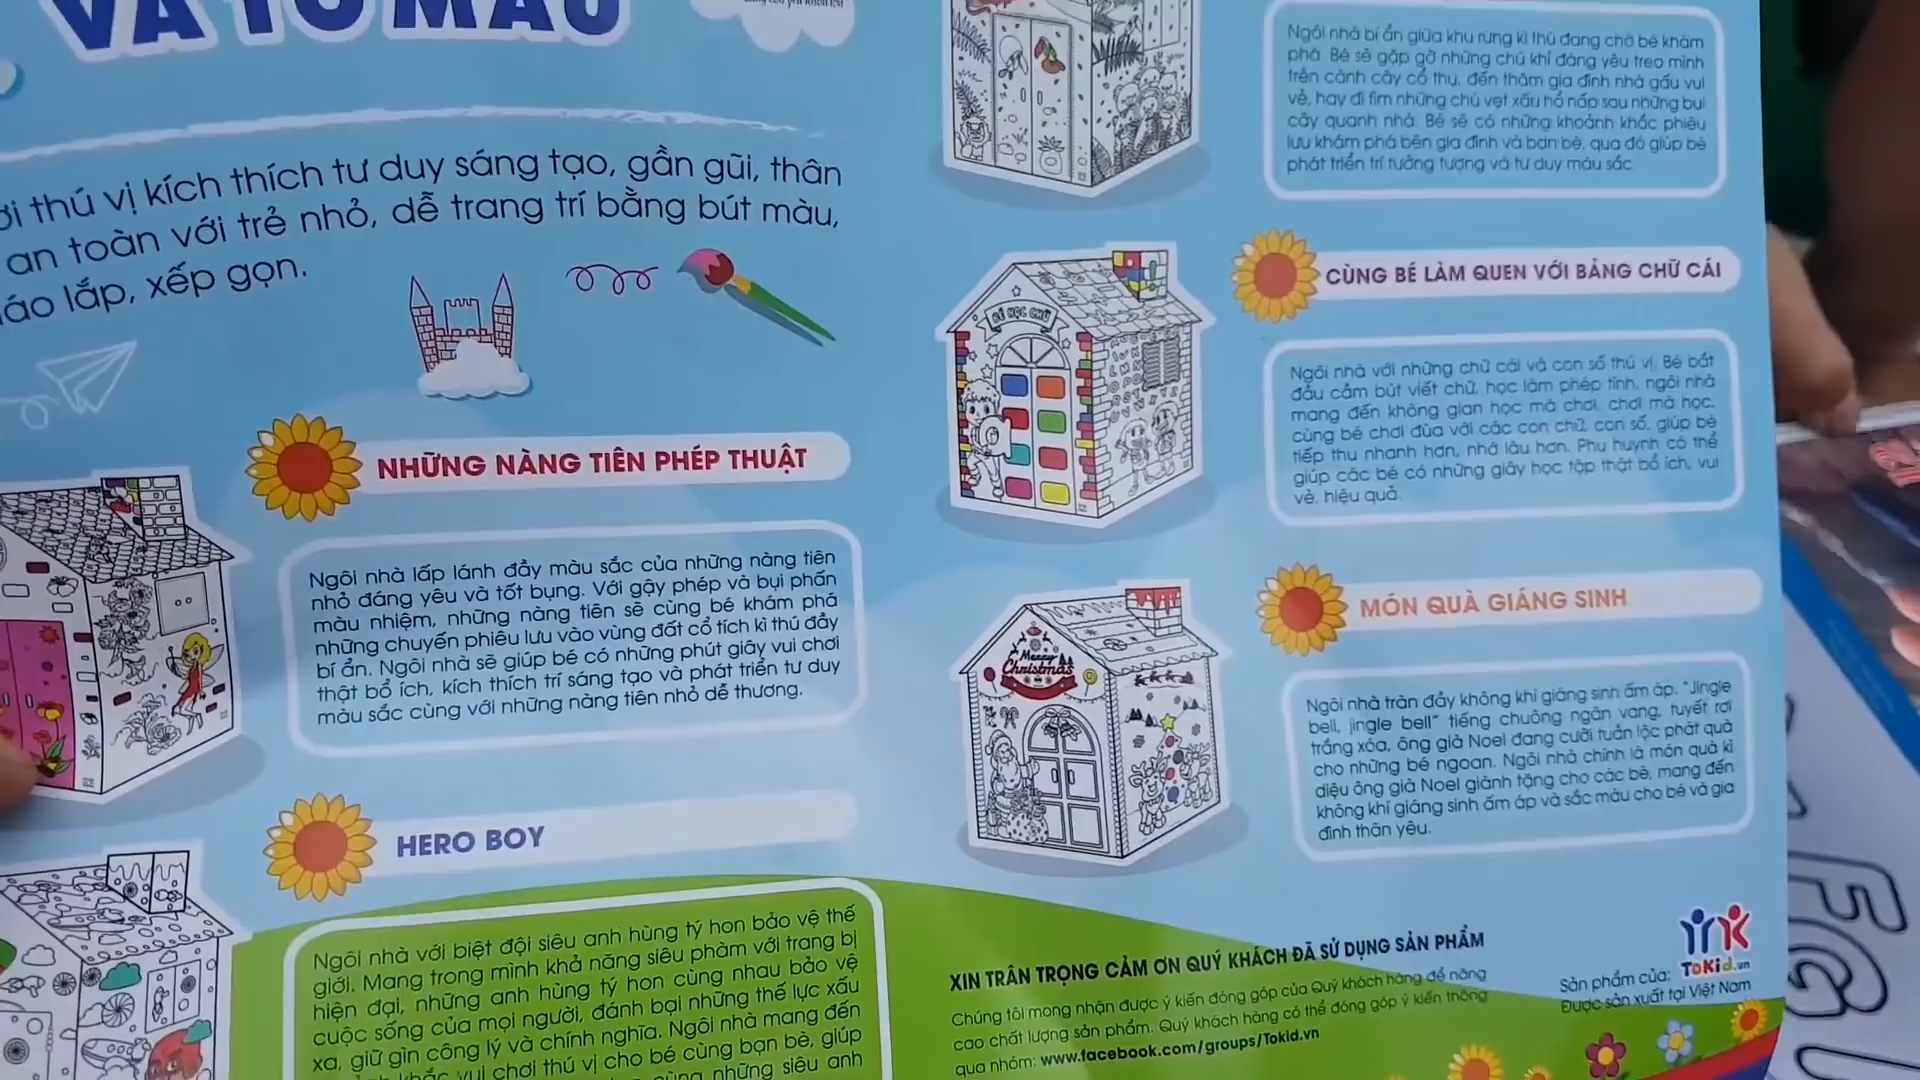 VÀ TÔ MÀU
thú vị kích thích tư duy sáng tạo, gần gũi, thân
an toàn với trẻ nhỏ, dễ trang trí bằng bút màu,
lắp, xếp gọn.
NHỮNG NÀNG TIÊN PHÉP THUẬT
Ngôi nhà lấp lánh đầy màu sắc của những nàng tiên
nhỏ đáng yêu và tốt bụng. Với gậy phép và bụi phấn
màu nhiệm, những nàng tiên sẽ cùng bé khám phá
những chuyến phiêu lưu vào vùng đất cổ tích kì thú đầy
bí ẩn. Ngôi nhà sẽ giúp bé có những phút giây vui chơi
thật bổ ích, kích thích trí sáng tạo và phát triển tư duy
màu sắc cùng với những nàng tiên nhỏ dễ thương.
HERO BOY
Ngôi nhà với biệt đội siêu anh hùng tý hon bảo vệ thế
giới. Mang trong mình khả năng siêu phàm với trang bị
hiện đại, những anh hùng tý hon cùng nhau bảo vệ
cuộc sống của mọi người, đánh bại những thế lực xấu
xa, giữ gìn công lý và chính nghĩa. Ngôi nhà mang đến
khắc vui chơi thú vị cho bé cùng bạn bè, giúp
cùng những siêu anh
Ngôi nhà bí ẩn giữa khu rừng kì thú đang chờ bé khám
phá. Bé sẽ gặp gỡ những chú khỉ đáng yêu treo mình
trên cành cây cổ thụ, đến thăm gia đình nhà gấu vui
vẻ, hay đi tìm những chú vẹt xấu hổ nấp sau những bụi
cây quanh nhà. Bé sẽ có những khoảnh khắc phiêu
lưu khám phá bên gia đình và bạn bè, qua đó giúp bé
phát triển trí tưởng tượng và tư duy màu sắc.
BÉ HỌC CHỮ
CÙNG BÉ LÀM QUEN VỚI BẢNG CHỮ CÁI
Ngôi nhà với những chữ cái và con số thú vị. Bé bắt
đầu cầm bút viết chữ, học làm phép tính, ngôi nhà
mang đến không gian học mà chơi, chơi mà học,
cùng bé chơi đùa với các con chữ, con số, giúp bé
tiếp thu nhanh hơn, nhớ lâu hơn. Phụ huynh có thể
giúp các bé có những giây học tập thật bổ ích, vui
vẻ, hiệu quả.
Merry
Christmas
MÓN QUÀ GIÁNG SINH
Ngôi nhà tràn đầy không khí giáng sinh ấm áp. "Jingle
bell, jingle bell" tiếng chuông ngân vang, tuyết rơi
trắng xóa, ông già Noel đang cưỡi tuần lộc phát quà
cho những bé ngoan. Ngôi nhà chính là món quà kì
diệu ông già Noel giành tặng cho các bé, mang đến
không khí giáng sinh ấm áp và sắc màu cho bé và gia
đình thân yêu.
XIN TRÂN TRỌNG CẢM ƠN QUÝ KHÁCH ĐÃ SỬ DỤNG SẢN PHẨM
Chúng tôi mong nhận được ý kiến đóng góp của Quý khách hàng để nâng
cao chất lượng sản phẩm. Quý khách hàng có thể đóng góp ý kiến thông
qua nhóm: www.facebook.com/groups/Tokid.vn
Sản phẩm của: ToKid.vn
Được sản xuất tại Việt Nam